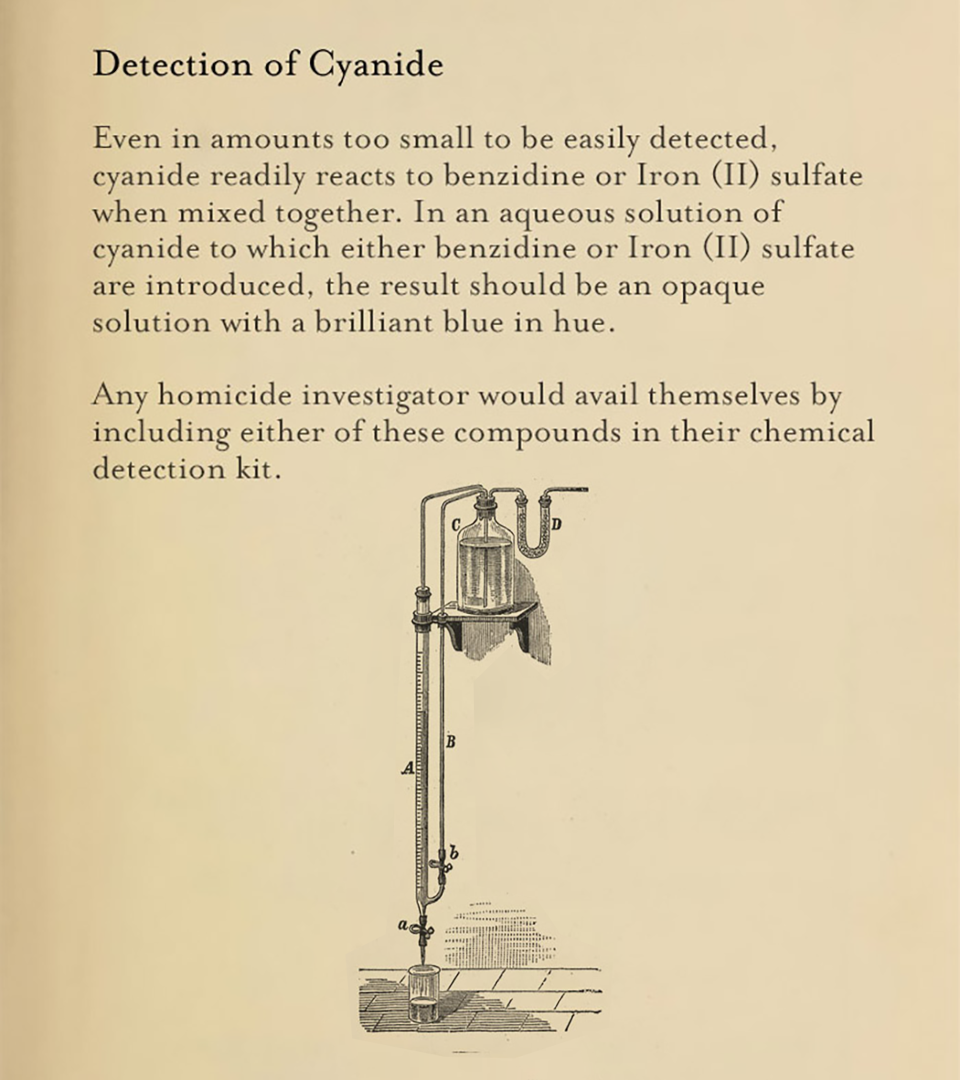 Detection of Cyanide
Even in amounts too small to be easily detected,
cyanide readily reacts to benzidine or Iron (II) sulfate
when mixed together. In an aqueous solution of
cyanide to which either benzidine or Iron (II) sulfate
are introduced, the result should be an opaque
solution with a brilliant blue in hue.
Any homicide investigator would avail themselves by
including either of these compounds in their chemical
detection kit.
C
D
B
A
b
a